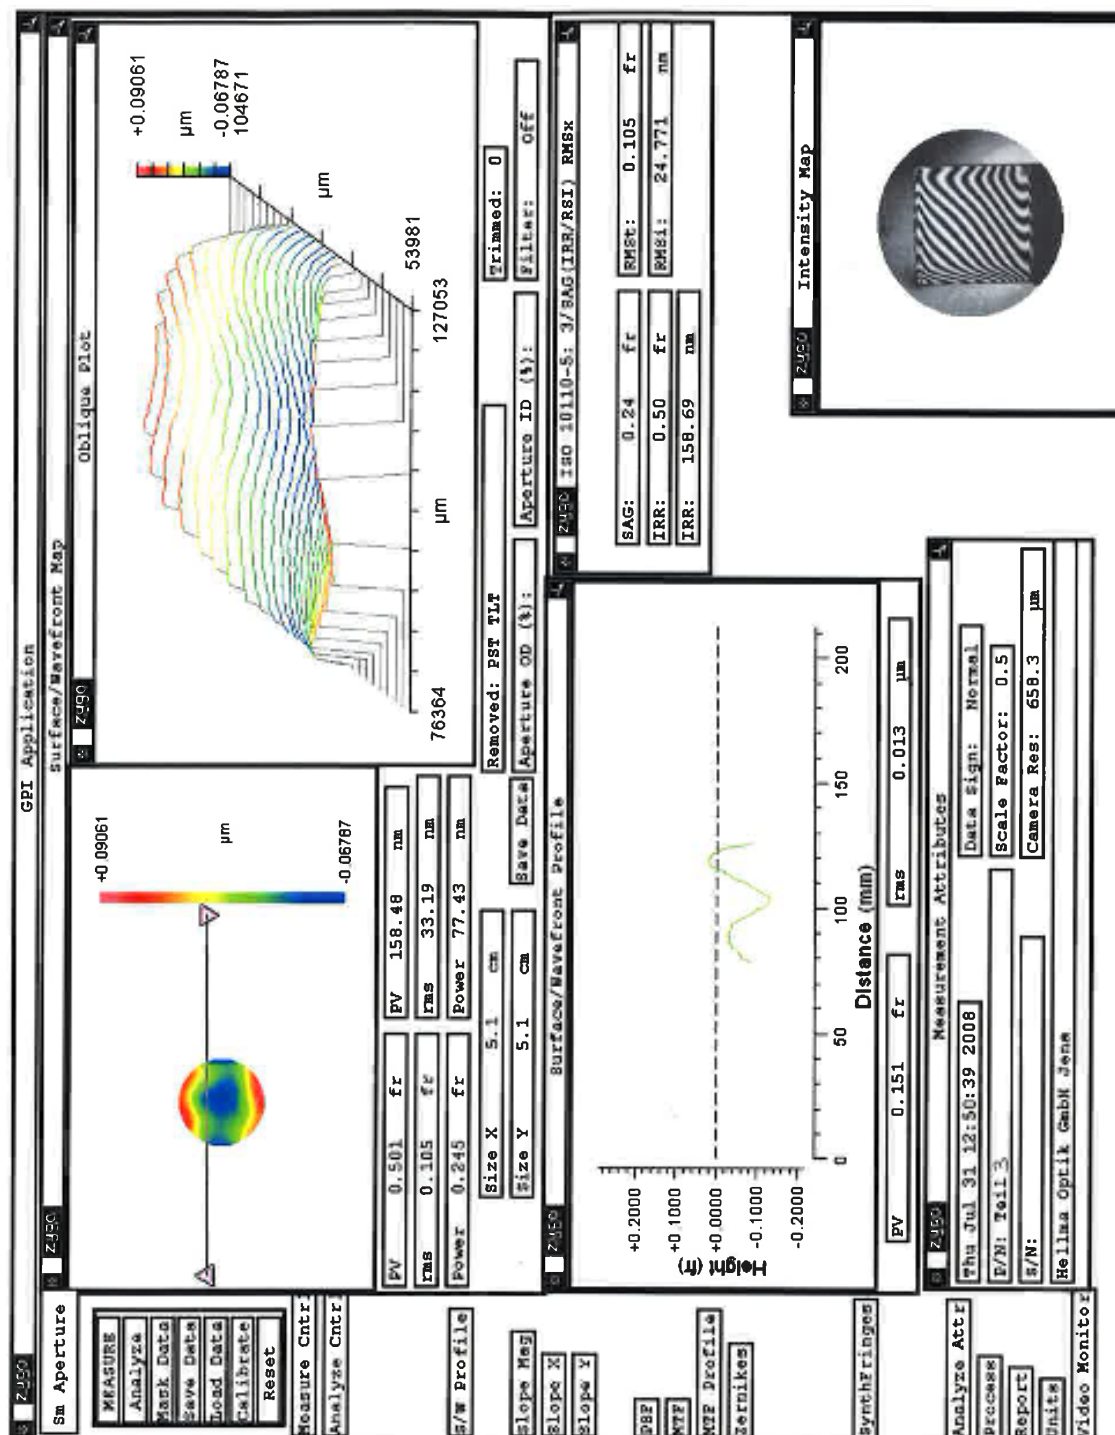 zygo GPI Application
Sm Aperture
MEASURE
Analyze
Mask Data
Save Data
Load Data
Calibrate
Reset
Measure Cntrl
Analyze Cntrl
S/W Profile
Slope Mag
Slope X
Slope Y
PSF
MTF
MTF Profile
Zernikes
SynthFringes
Analyze Attr
Process
Report
Units
Video Monitor
zygo Surface/Wavefront Map
+0.09061
µm
-0.06787
PV 0.501 fr
PV 158.48 nm
rms 0.105 fr
rms 33.19 nm
Power 0.245 fr
Power 77.43 nm
Size X 5.1 cm
Size Y 5.1 cm
Save Data
zygo Oblique Plot
+0.09061
µm
-0.06787
104671
µm
53981
127053
µm
76364
Removed: PST TLT
Trimmed: 0
Aperture OD (%):
Aperture ID (%):
Filter: Off
zygo Surface/Wavefront Profile
Height (fr)
+0.2000
+0.1000
+0.0000
-0.1000
-0.2000
0 50 100 150 200
Distance (mm)
PV 0.151 fr
rms 0.013 µm
zygo ISO 10110-5: 3/SAG(IRR/RSI) RMSx
SAG: 0.24 fr
RMSt: 0.105 fr
IRR: 0.50 fr
RMSi: 24.771 nm
IRR: 158.69 nm
zygo Measurement Attributes
Thu Jul 31 12:50:39 2008
Data Sign: Normal
P/N: Teil 3
Scale Factor: 0.5
S/N:
Camera Res: 658.3 µm
Hellma Optik GmbH Jena
zygo Intensity Map